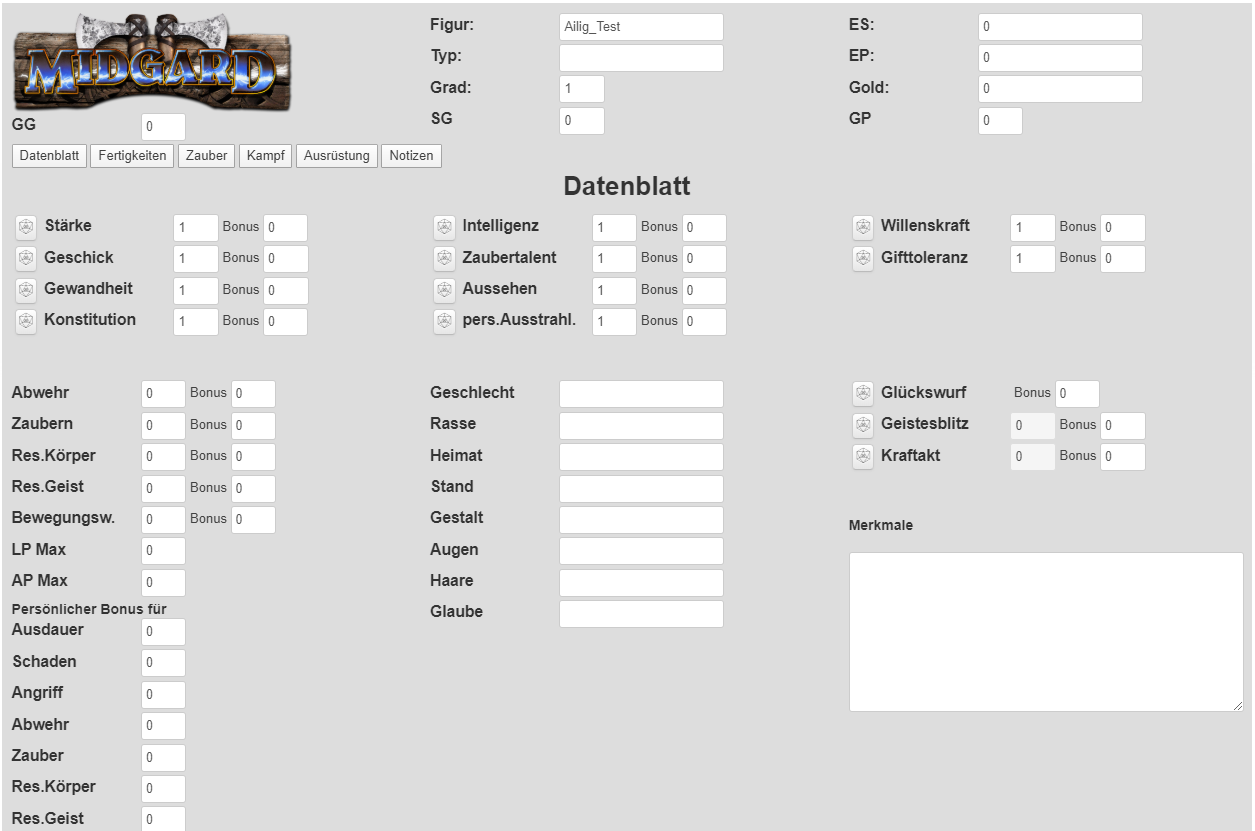 MIDGARD
Figur: Ailig_Test ES: 0
Typ: EP: 0
Grad: 1 Gold: 0
GG 0 SG 0 GP 0
Datenblatt Fertigkeiten Zauber Kampf Ausrüstung Notizen
Datenblatt
Stärke 1 Bonus 0 Intelligenz 1 Bonus 0 Willenskraft 1 Bonus 0
Geschick 1 Bonus 0 Zaubertalent 1 Bonus 0 Gifttoleranz 1 Bonus 0
Gewandheit 1 Bonus 0 Aussehen 1 Bonus 0
Konstitution 1 Bonus 0 pers.Ausstrahl. 1 Bonus 0
Abwehr 0 Bonus 0 Geschlecht Glückswurf Bonus 0
Zaubern 0 Bonus 0 Rasse Geistesblitz 0 Bonus 0
Res.Körper 0 Bonus 0 Heimat Kraftakt 0 Bonus 0
Res.Geist 0 Bonus 0 Stand
Bewegungsw. 0 Bonus 0 Gestalt Merkmale
LP Max 0 Augen
AP Max 0 Haare
Persönlicher Bonus für Glaube
Ausdauer 0
Schaden 0
Angriff 0
Abwehr 0
Zauber 0
Res.Körper 0
Res.Geist 0